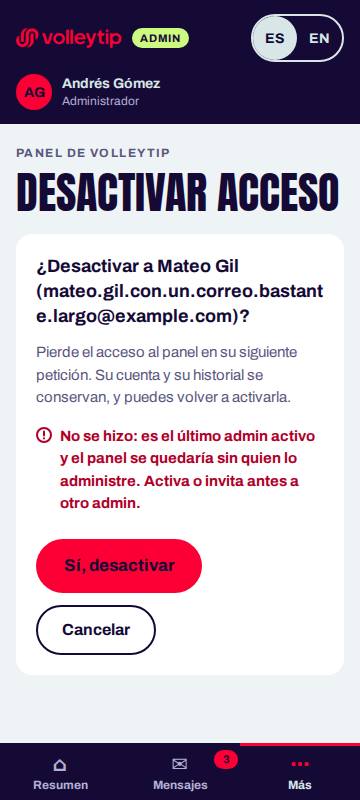 volleytip ADMIN ES EN
AG Andrés Gómez
Administrador
PANEL DE VOLLEYTIP
DESACTIVAR ACCESO
¿Desactivar a Mateo Gil
(mateo.gil.con.un.correo.bastant
e.largo@example.com)?
Pierde el acceso al panel en su siguiente
petición. Su cuenta y su historial se
conservan, y puedes volver a activarla.
No se hizo: es el último admin activo
y el panel se quedaría sin quien lo
administre. Activa o invita antes a
otro admin.
Sí, desactivar
Cancelar
3
Resumen Mensajes Más